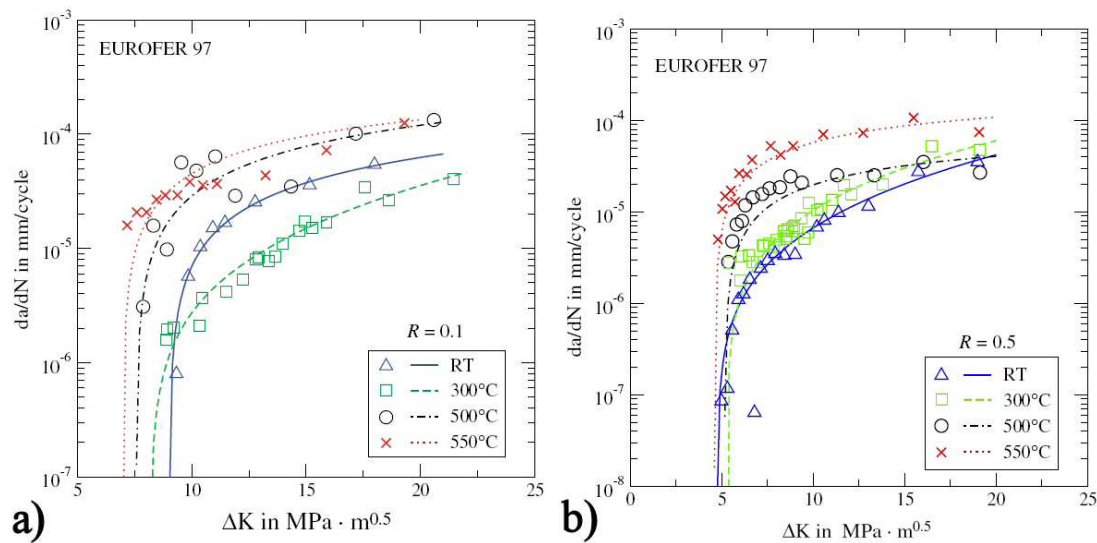 EUROFER 97
10⁻³
10⁻⁴
10⁻⁵
10⁻⁶
10⁻⁷
da/dN in mm/cycle
R = 0.1
RT
300°C
500°C
550°C
5 10 15 20 25
ΔK in MPa · m⁰·⁵
a)
EUROFER 97
10⁻³
10⁻⁴
10⁻⁵
10⁻⁶
10⁻⁷
10⁻⁸
da/dN in mm/cycle
R = 0.5
RT
300°C
500°C
550°C
0 5 10 15 20 25
ΔK in MPa · m⁰·⁵
b)